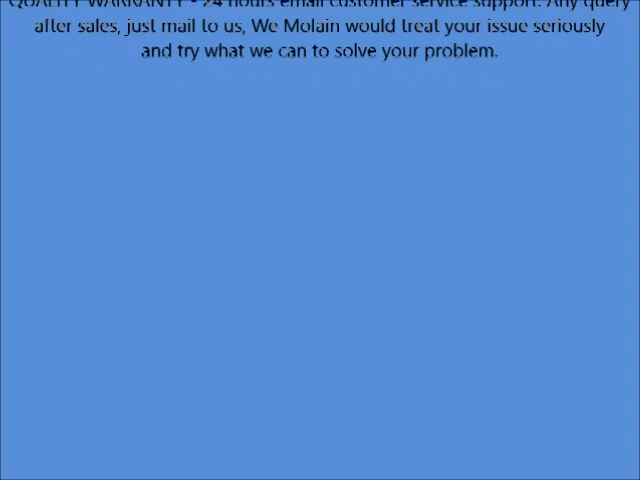 QUALITY WARRANTY - 24 hours email customer service support. Any query
after sales, just mail to us, We Molain would treat your issue seriously
and try what we can to solve your problem.